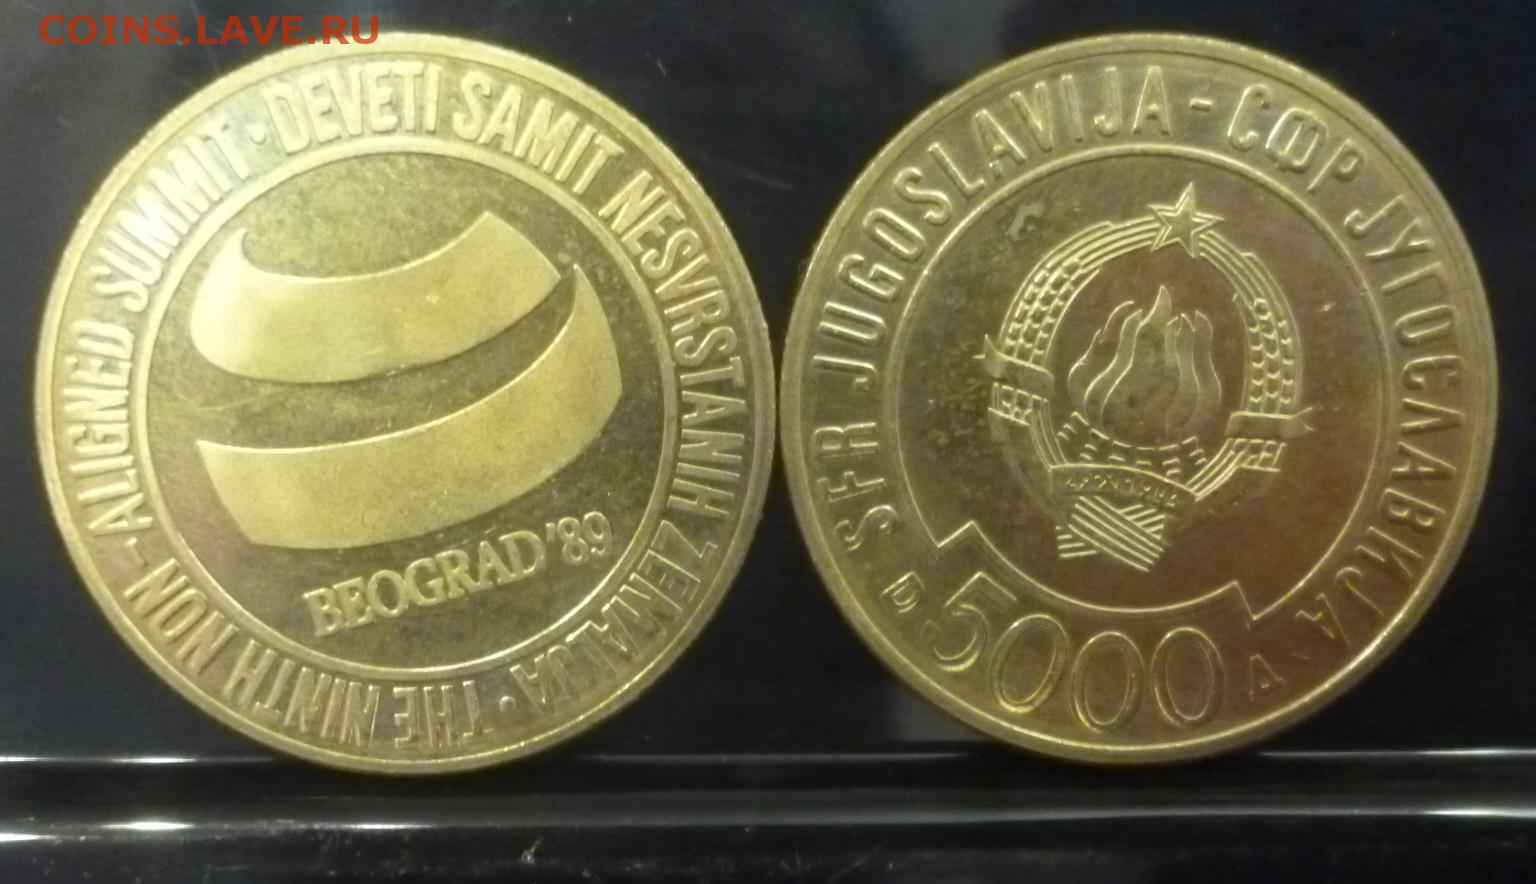 COINS.LAVE.RU
DEVETI SAMIT NESVRSTANIH ZEMALJA · THE NINTH NON-ALIGNED SUMMIT ·
BEOGRAD '89
SFR JUGOSLAVIJA - СФР ЈУГОСЛАВИЈА
D 5000 Д